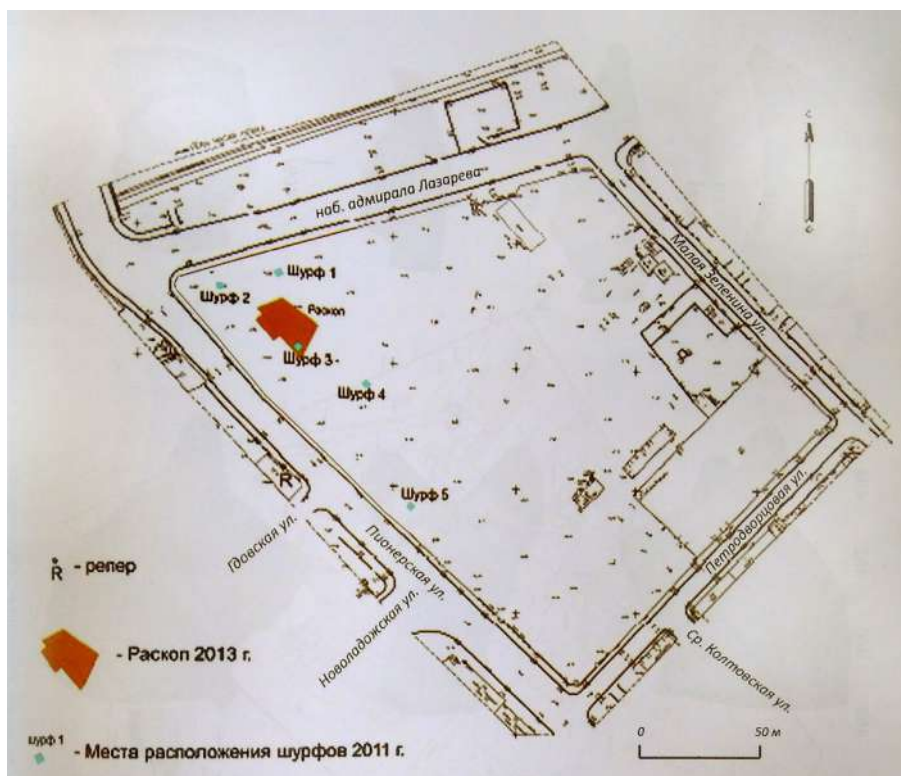 С
наб. адмирала Лазарева
Малая Зеленина ул.
Шурф 1
Шурф 2
Раскоп
Шурф 3
Шурф 4
Шурф 5
R
Гдовская ул.
Пионерская ул.
Петродворцовая ул.
Новоладожская ул.
Ср. Колтовская ул.
R - репер
- Раскоп 2013 г.
шурф 1
- Места расположения шурфов 2011 г.
0 50 м